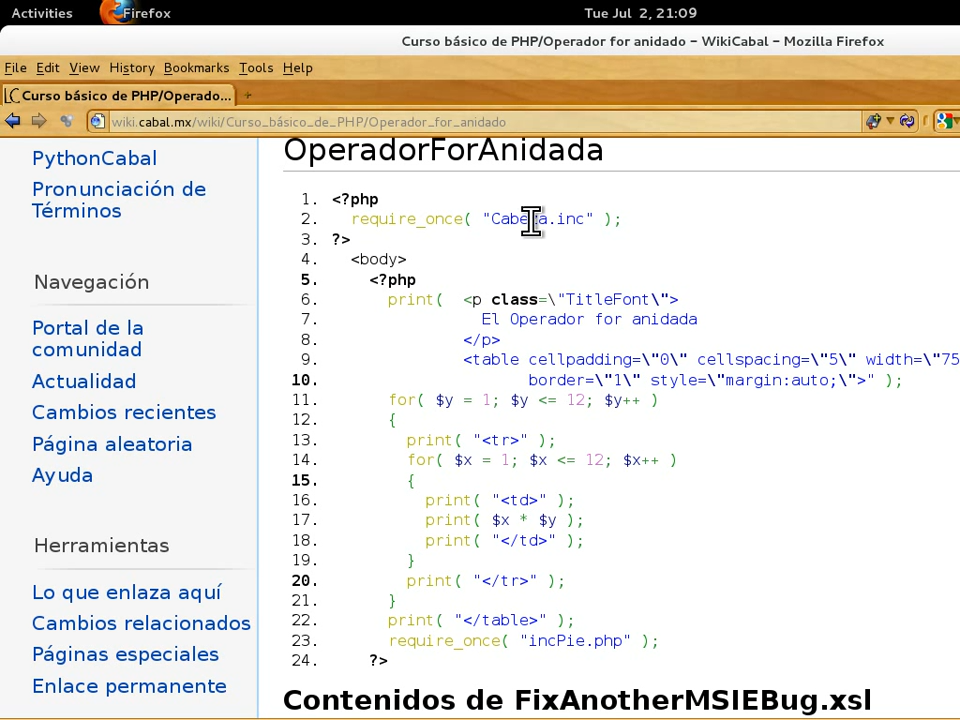 Activities Firefox Tue Jul 2, 21:09
Curso básico de PHP/Operador for anidado - WikiCabal - Mozilla Firefox
File Edit View History Bookmarks Tools Help
Curso básico de PHP/Operado...
wiki.cabal.mx/wiki/Curso_básico_de_PHP/Operador_for_anidado
PythonCabal
Pronunciación de
Términos
Navegación
Portal de la
comunidad
Actualidad
Cambios recientes
Página aleatoria
Ayuda
Herramientas
Lo que enlaza aquí
Cambios relacionados
Páginas especiales
Enlace permanente
OperadorForAnidada
1. <?php
2. require_once( "Cabeza.inc" );
3. ?>
4. <body>
5. <?php
6. print( <p class=\"TitleFont\">
7. El Operador for anidada
8. </p>
9. <table cellpadding=\"0\" cellspacing=\"5\" width=\"75
10. border=\"1\" style=\"margin:auto;\">" );
11. for( $y = 1; $y <= 12; $y++ )
12. {
13. print( "<tr>" );
14. for( $x = 1; $x <= 12; $x++ )
15. {
16. print( "<td>" );
17. print( $x * $y );
18. print( "</td>" );
19. }
20. print( "</tr>" );
21. }
22. print( "</table>" );
23. require_once( "incPie.php" );
24. ?>
Contenidos de FixAnotherMSIEBug.xsl